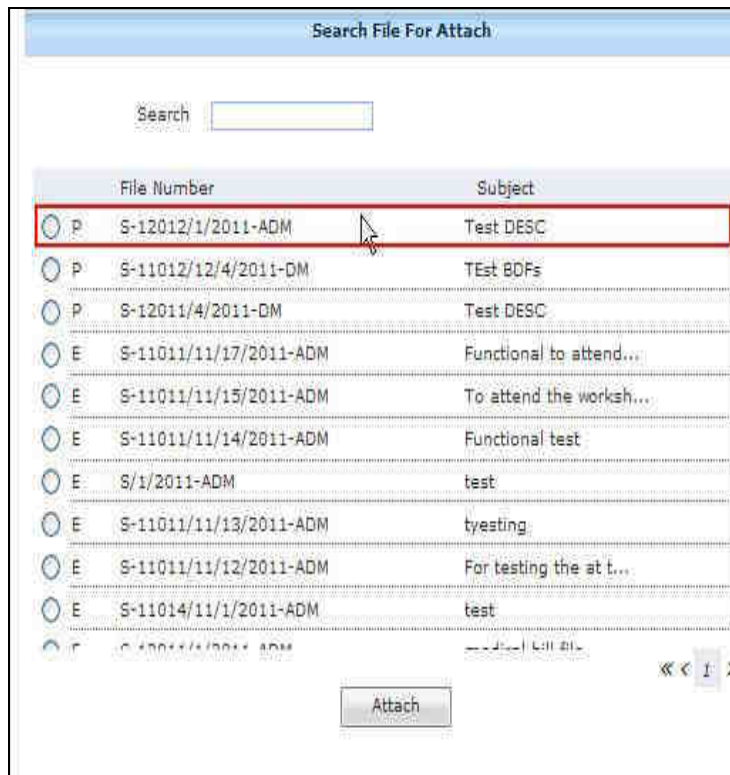 Search File For Attach
Search
File Number Subject
P S-12012/1/2011-ADM Test DESC
P S-11012/12/4/2011-DM TEst BDFs
P S-12011/4/2011-DM Test DESC
E S-11011/11/17/2011-ADM Functional to attend...
E S-11011/11/15/2011-ADM To attend the worksh...
E S-11011/11/14/2011-ADM Functional test
E S/1/2011-ADM test
E S-11011/11/13/2011-ADM tyesting
E S-11011/11/12/2011-ADM For testing the at t...
E S-11014/11/1/2011-ADM test
medical bill file
« < 1
Attach